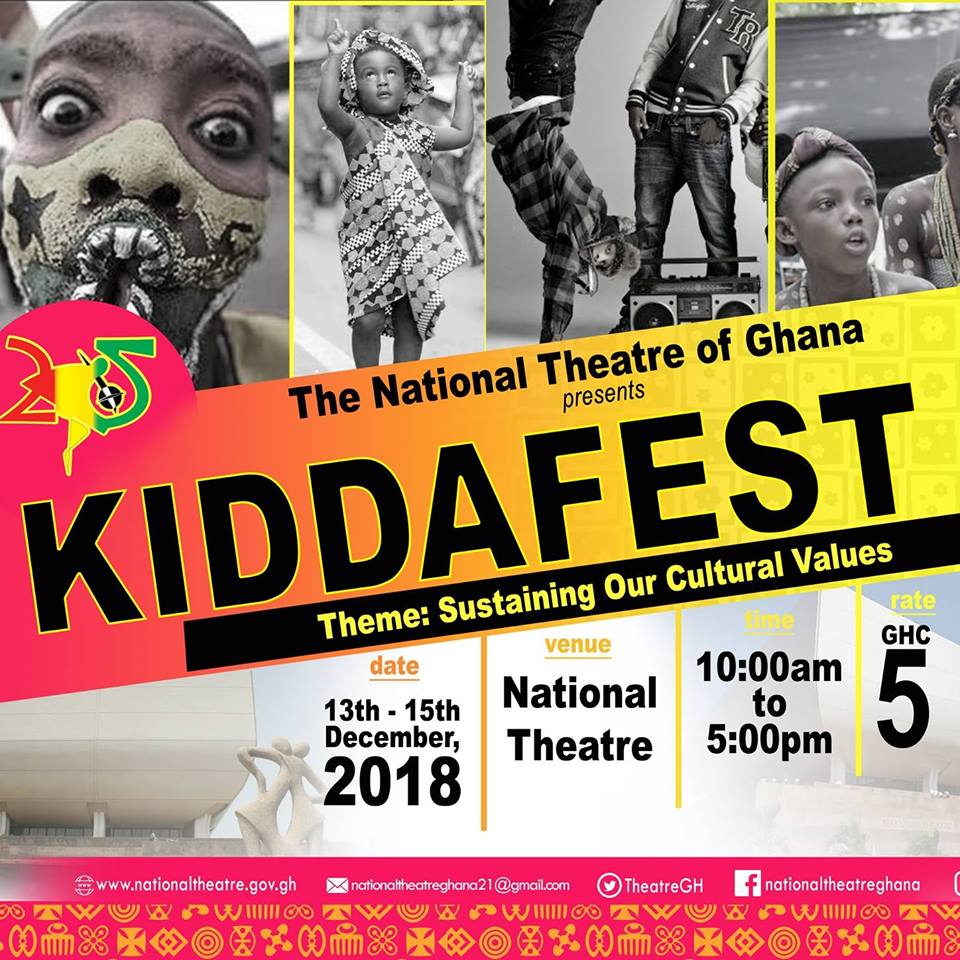 TR
25
The National Theatre of Ghana
presents
KIDDAFEST
Theme: Sustaining Our Cultural Values
date
13th - 15th
December,
2018
venue
National
Theatre
time
10:00am
to
5:00pm
rate
GHC
5
www.nationaltheatre.gov.gh
nationaltheatreghana21@gmail.com
TheatreGH
nationaltheatreghana